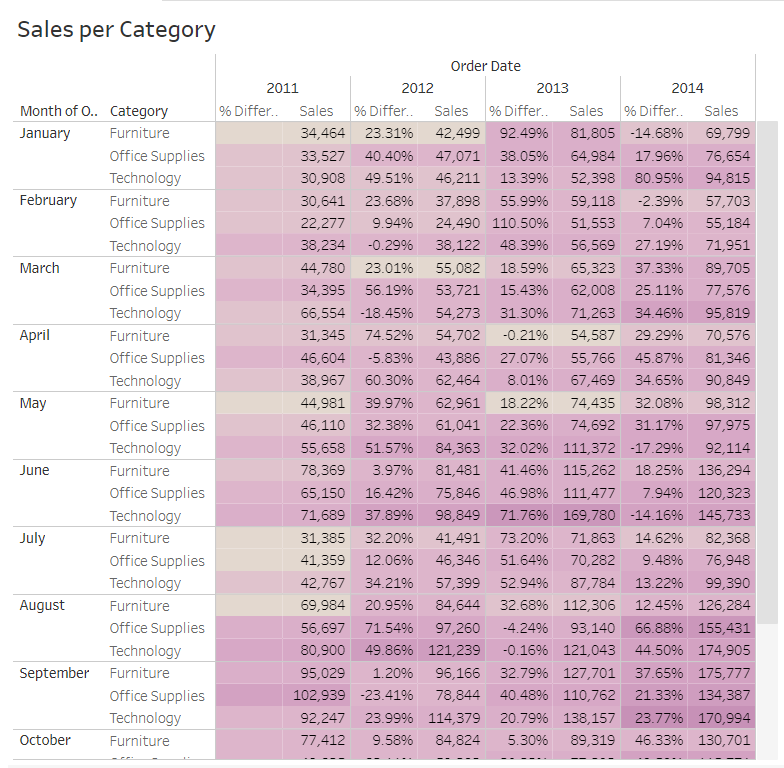 Sales per Category
Order Date
2011 2012 2013 2014
Month of O.. Category % Differ.. Sales % Differ.. Sales % Differ.. Sales % Differ.. Sales
January Furniture 34,464 23.31% 42,499 92.49% 81,805 -14.68% 69,799
Office Supplies 33,527 40.40% 47,071 38.05% 64,984 17.96% 76,654
Technology 30,908 49.51% 46,211 13.39% 52,398 80.95% 94,815
February Furniture 30,641 23.68% 37,898 55.99% 59,118 -2.39% 57,703
Office Supplies 22,277 9.94% 24,490 110.50% 51,553 7.04% 55,184
Technology 38,234 -0.29% 38,122 48.39% 56,569 27.19% 71,951
March Furniture 44,780 23.01% 55,082 18.59% 65,323 37.33% 89,705
Office Supplies 34,395 56.19% 53,721 15.43% 62,008 25.11% 77,576
Technology 66,554 -18.45% 54,273 31.30% 71,263 34.46% 95,819
April Furniture 31,345 74.52% 54,702 -0.21% 54,587 29.29% 70,576
Office Supplies 46,604 -5.83% 43,886 27.07% 55,766 45.87% 81,346
Technology 38,967 60.30% 62,464 8.01% 67,469 34.65% 90,849
May Furniture 44,981 39.97% 62,961 18.22% 74,435 32.08% 98,312
Office Supplies 46,110 32.38% 61,041 22.36% 74,692 31.17% 97,975
Technology 55,658 51.57% 84,363 32.02% 111,372 -17.29% 92,114
June Furniture 78,369 3.97% 81,481 41.46% 115,262 18.25% 136,294
Office Supplies 65,150 16.42% 75,846 46.98% 111,477 7.94% 120,323
Technology 71,689 37.89% 98,849 71.76% 169,780 -14.16% 145,733
July Furniture 31,385 32.20% 41,491 73.20% 71,863 14.62% 82,368
Office Supplies 41,359 12.06% 46,346 51.64% 70,282 9.48% 76,948
Technology 42,767 34.21% 57,399 52.94% 87,784 13.22% 99,390
August Furniture 69,984 20.95% 84,644 32.68% 112,306 12.45% 126,284
Office Supplies 56,697 71.54% 97,260 -4.24% 93,140 66.88% 155,431
Technology 80,900 49.86% 121,239 -0.16% 121,043 44.50% 174,905
September Furniture 95,029 1.20% 96,166 32.79% 127,701 37.65% 175,777
Office Supplies 102,939 -23.41% 78,844 40.48% 110,762 21.33% 134,387
Technology 92,247 23.99% 114,379 20.79% 138,157 23.77% 170,994
October Furniture 77,412 9.58% 84,824 5.30% 89,319 46.33% 130,701